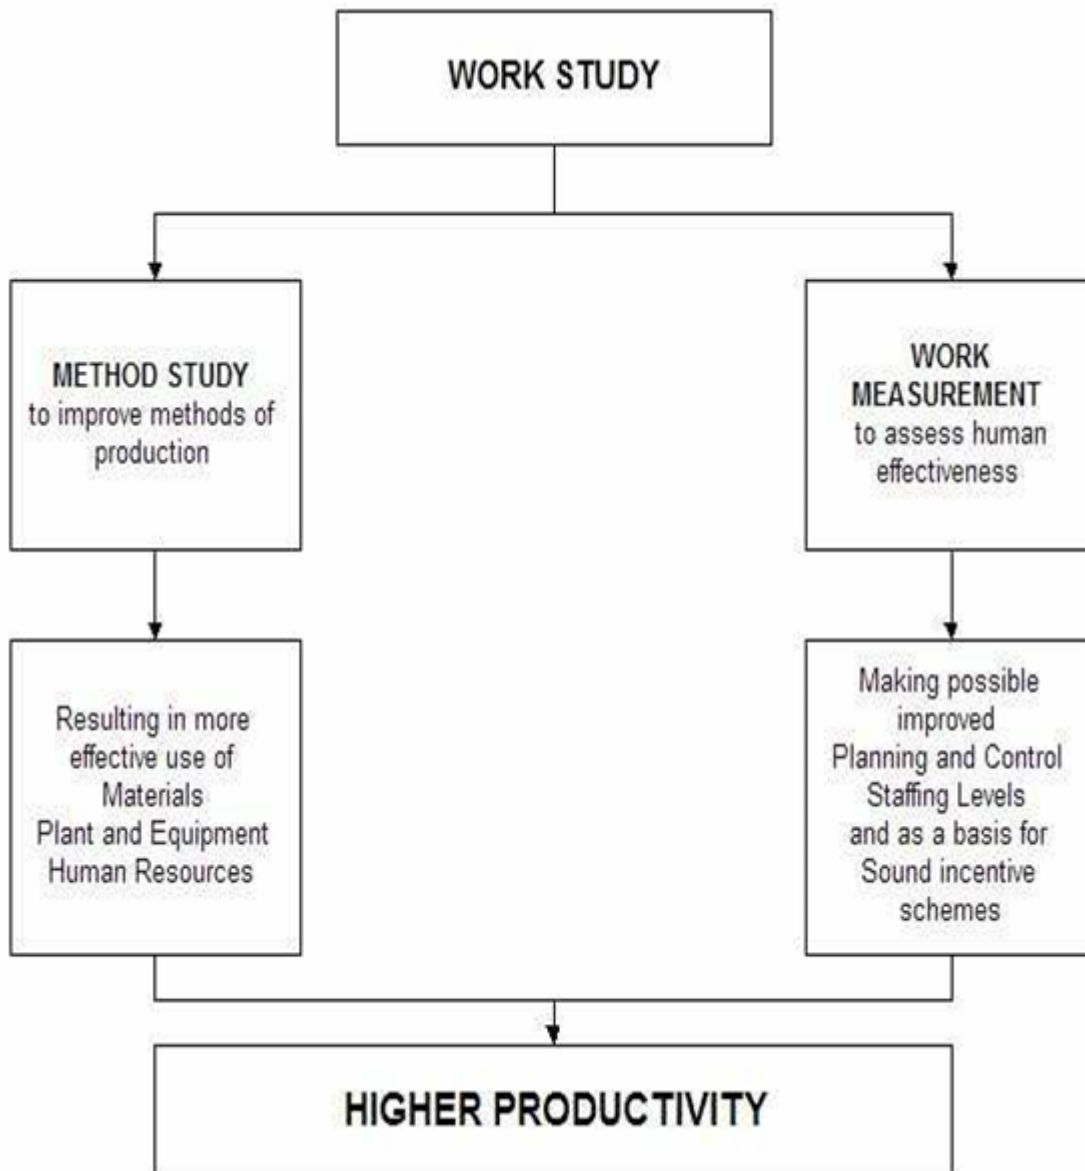 WORK STUDY
METHOD STUDY
to improve methods of
production
WORK
MEASUREMENT
to assess human
effectiveness
Resulting in more
effective use of
Materials
Plant and Equipment
Human Resources
Making possible
improved
Planning and Control
Staffing Levels
and as a basis for
Sound incentive
schemes
HIGHER PRODUCTIVITY